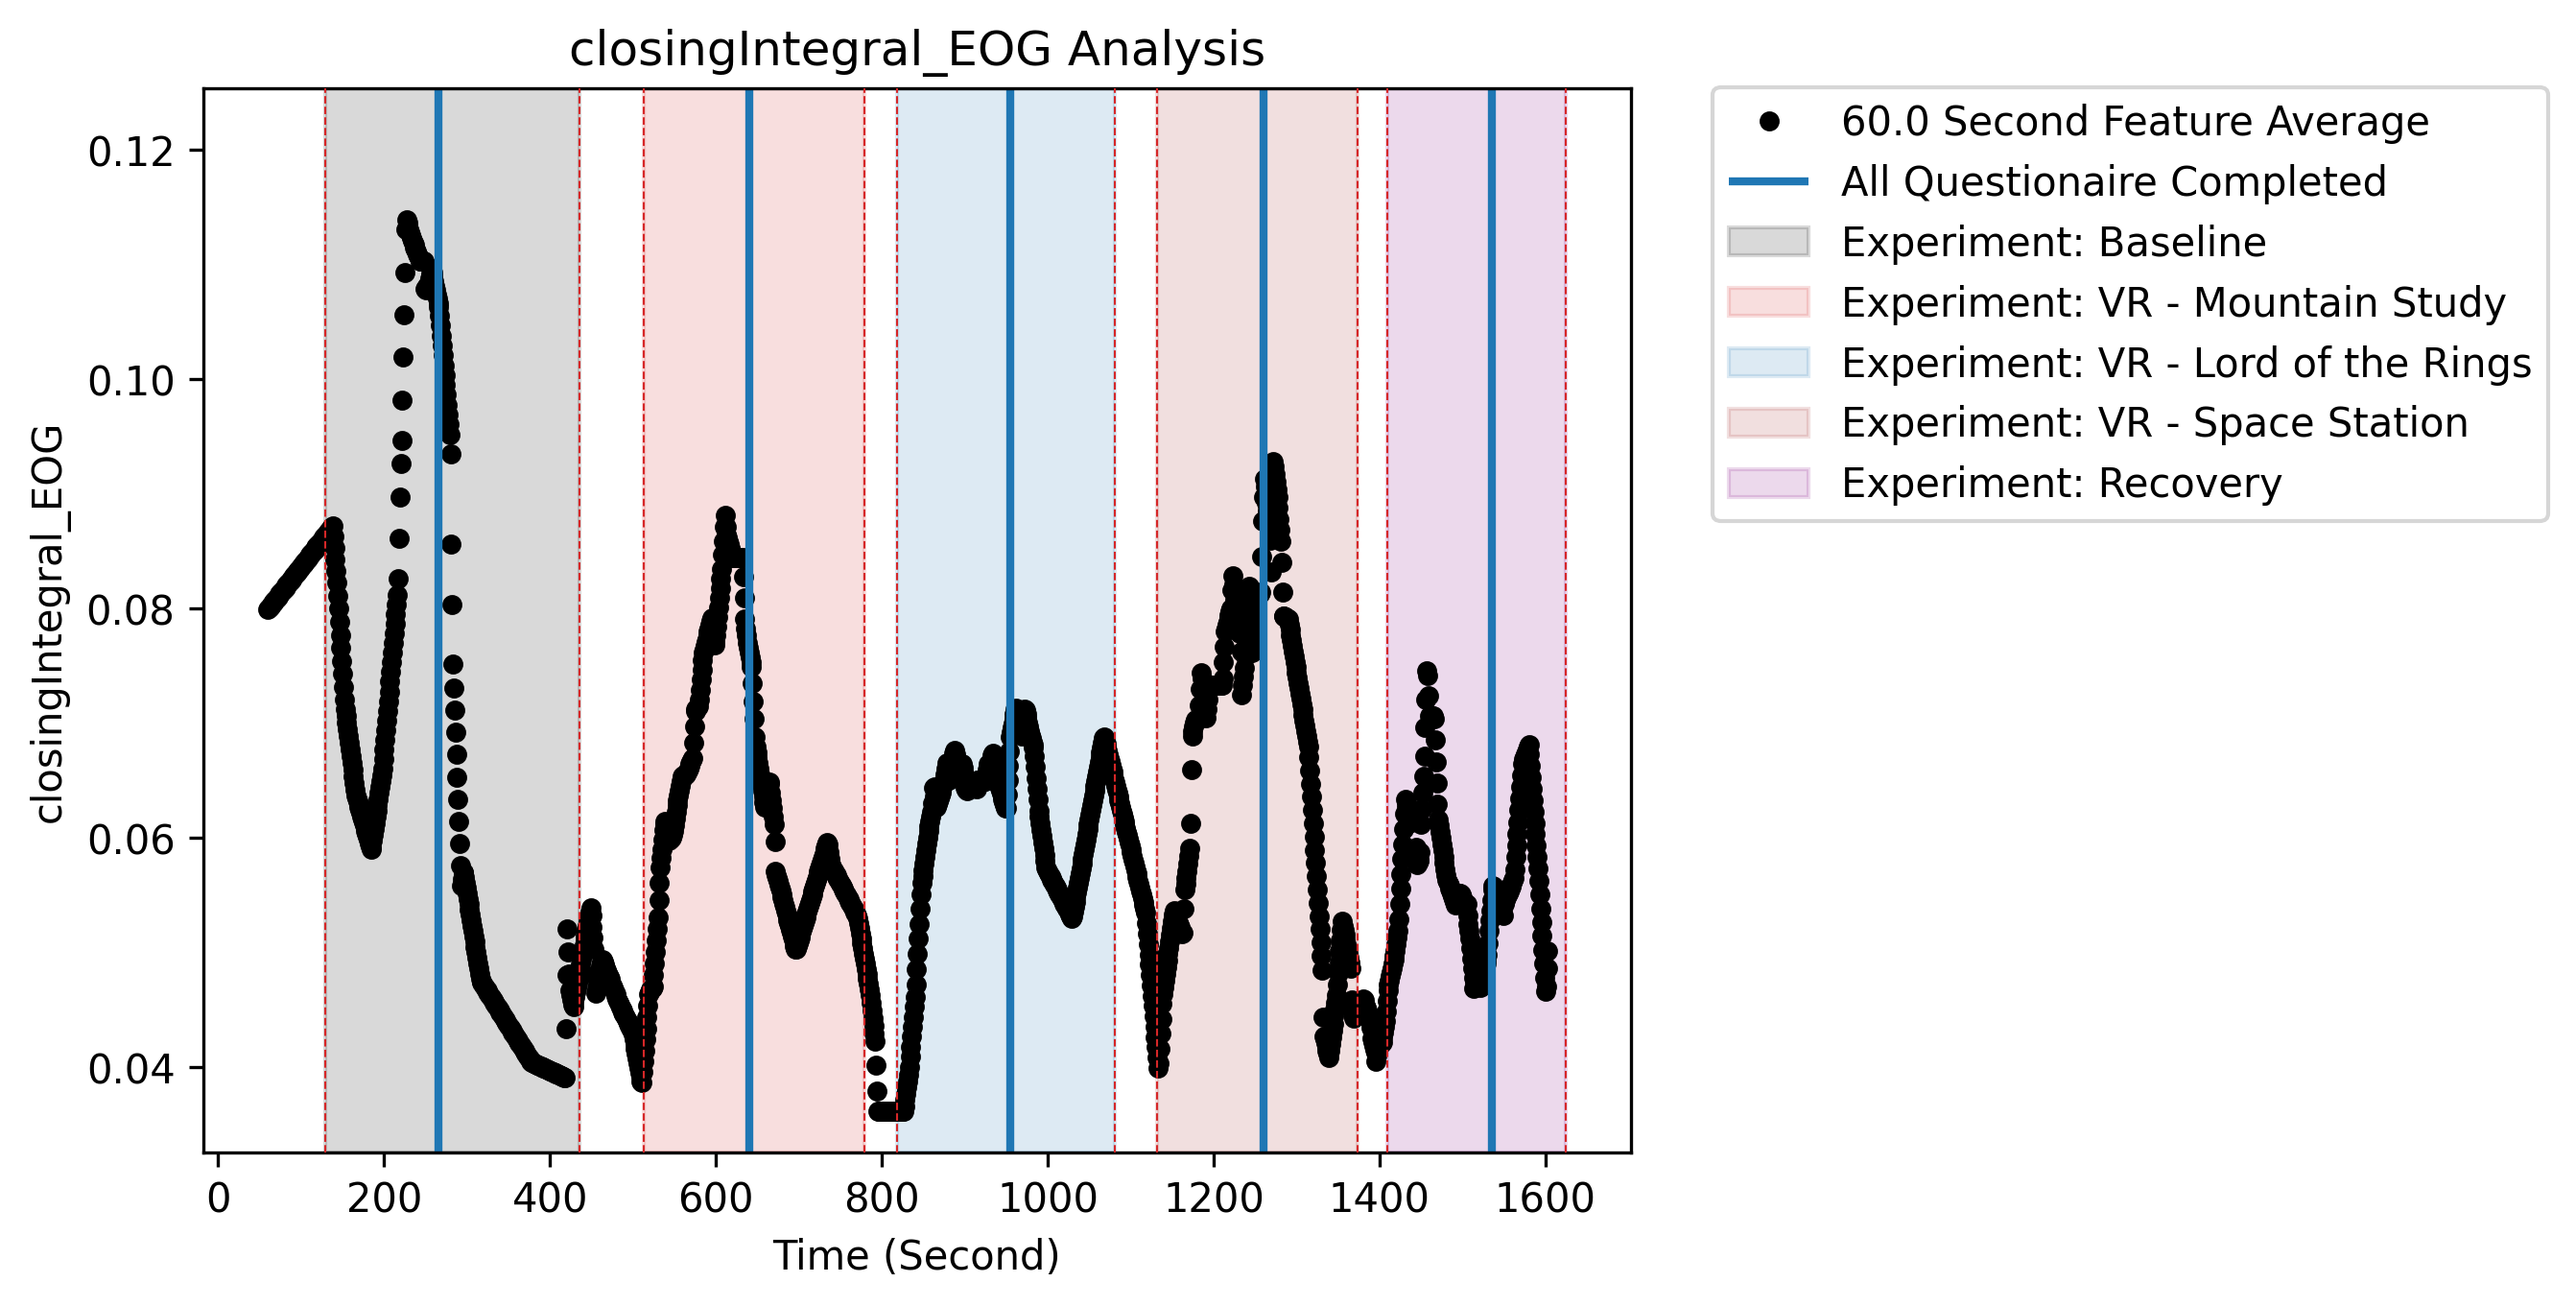 closingIntegral_EOG Analysis
closingIntegral_EOG
0.12
0.10
0.08
0.06
0.04
0 200 400 600 800 1000 1200 1400 1600
Time (Second)
60.0 Second Feature Average
All Questionaire Completed
Experiment: Baseline
Experiment: VR - Mountain Study
Experiment: VR - Lord of the Rings
Experiment: VR - Space Station
Experiment: Recovery